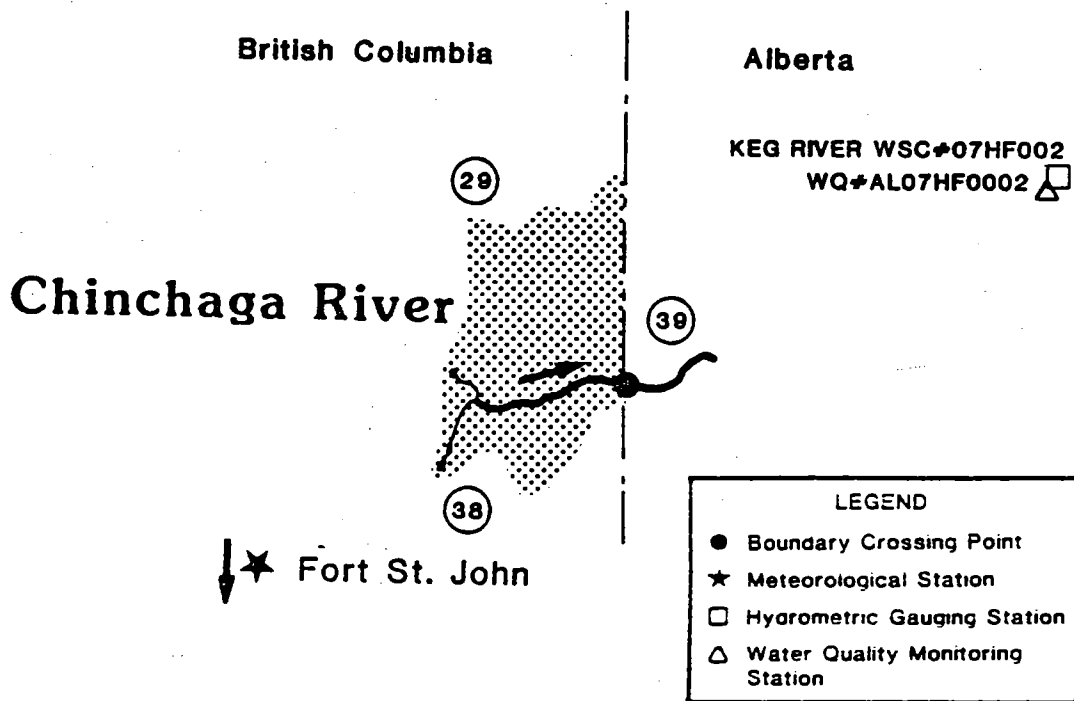 British Columbia
Alberta
KEG RIVER WSC#07HF002
WQ#AL07HF0002
29
Chinchaga River
39
38
Fort St. John
LEGEND
Boundary Crossing Point
Meteorological Station
Hydrometric Gauging Station
Water Quality Monitoring
Station